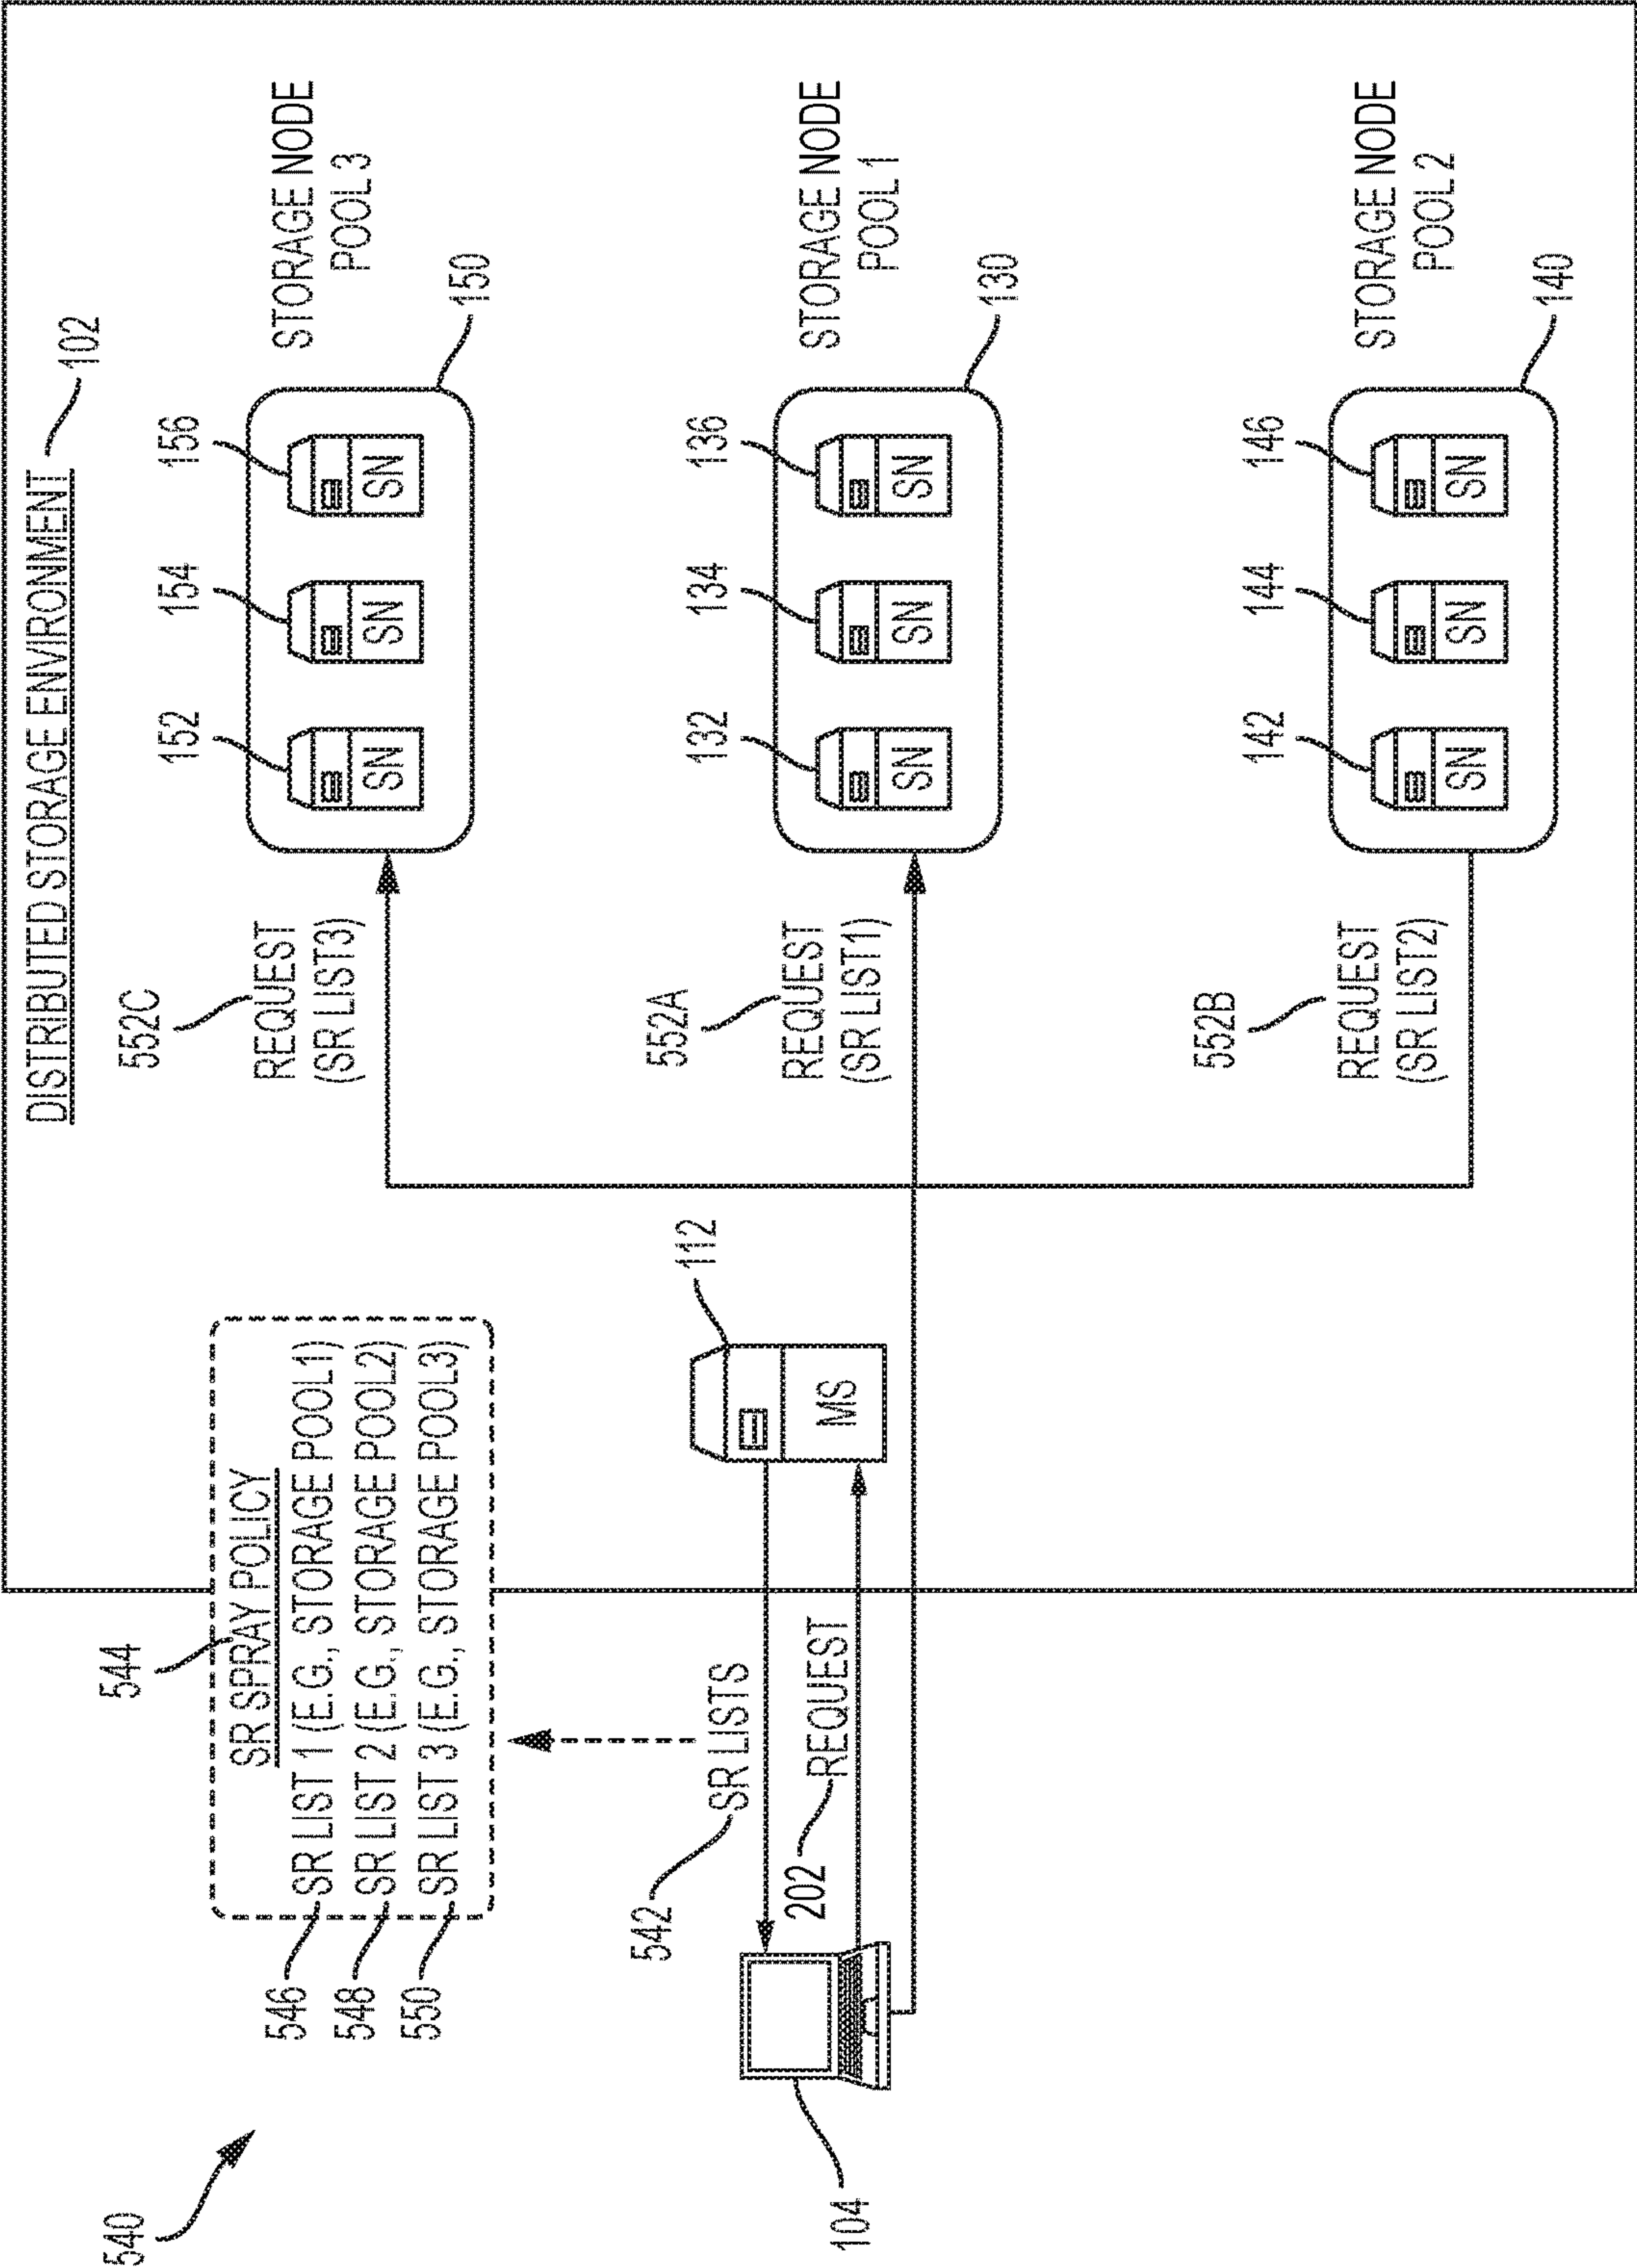 540
DISTRIBUTED STORAGE ENVIRONMENT
102
544
SR SPRAY POLICY
546
SR LIST 1 (E.G., STORAGE POOL1)
548
SR LIST 2 (E.G., STORAGE POOL2)
550
SR LIST 3 (E.G., STORAGE POOL3)
552C
REQUEST
(SR LIST3)
152
154
156
SN
SN
SN
150
STORAGE NODE
POOL 3
542
SR LISTS
202
REQUEST
104
112
MS
552A
REQUEST
(SR LIST1)
132
134
136
SN
SN
SN
130
STORAGE NODE
POOL 1
552B
REQUEST
(SR LIST2)
142
144
146
SN
SN
SN
140
STORAGE NODE
POOL 2